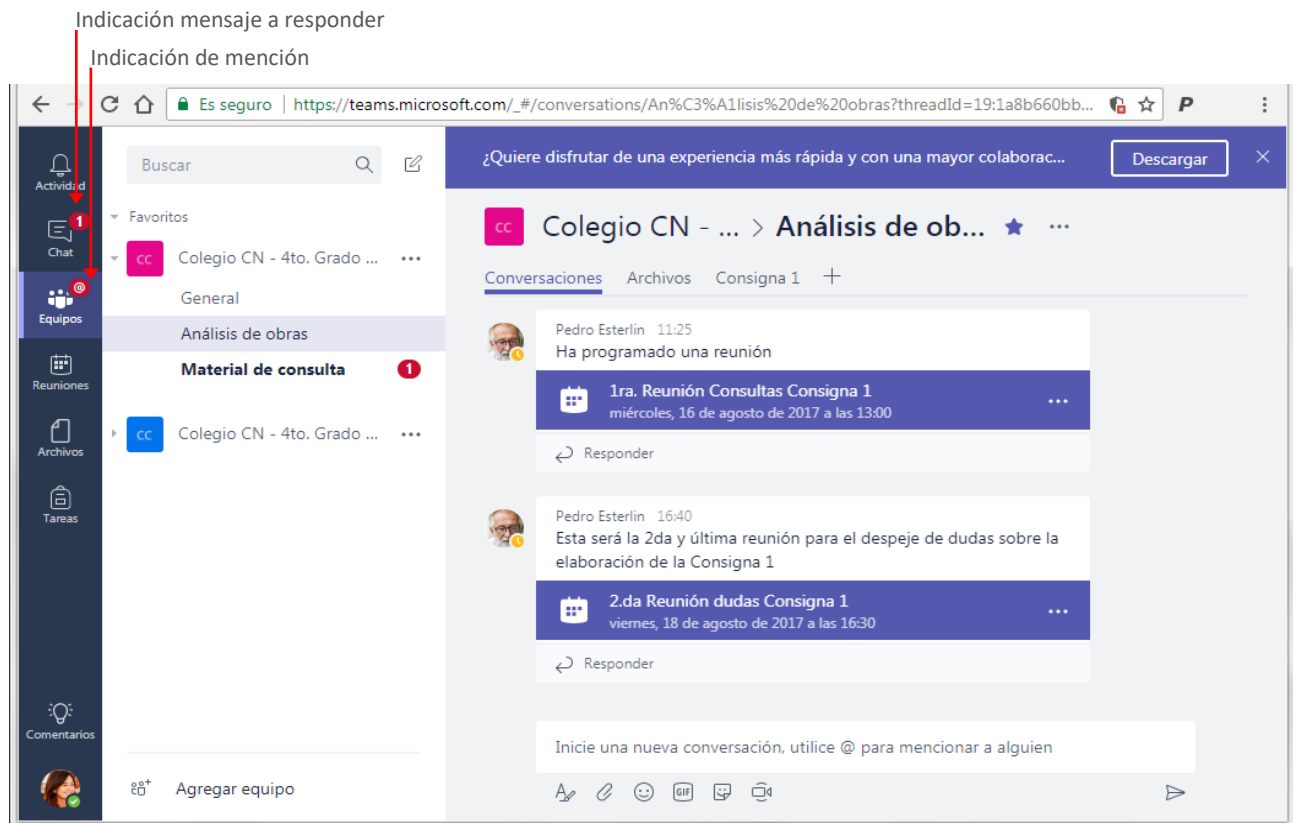 Indicación mensaje a responder
Indicación de mención
Es seguro | https://teams.microsoft.com/_#/conversations/An%C3%A1lisis%20de%20obras?threadId=19:1a8b660bb...
P
Actividad
1
Chat
@
Equipos
Reuniones
Archivos
Tareas
Comentarios
Buscar
Favoritos
CC Colegio CN - 4to. Grado ... •••
General
Análisis de obras
Material de consulta 1
CC Colegio CN - 4to. Grado ... •••
Agregar equipo
¿Quiere disfrutar de una experiencia más rápida y con una mayor colaborac... Descargar
CC Colegio CN - ... > Análisis de ob... ★ •••
Conversaciones Archivos Consigna 1 +
Pedro Esterlin 11:25
Ha programado una reunión
1ra. Reunión Consultas Consigna 1
miércoles, 16 de agosto de 2017 a las 13:00
Responder
Pedro Esterlin 16:40
Esta será la 2da y última reunión para el despeje de dudas sobre la
elaboración de la Consigna 1
2.da Reunión dudas Consigna 1
viernes, 18 de agosto de 2017 a las 16:30
Responder
Inicie una nueva conversación, utilice @ para mencionar a alguien
GIF